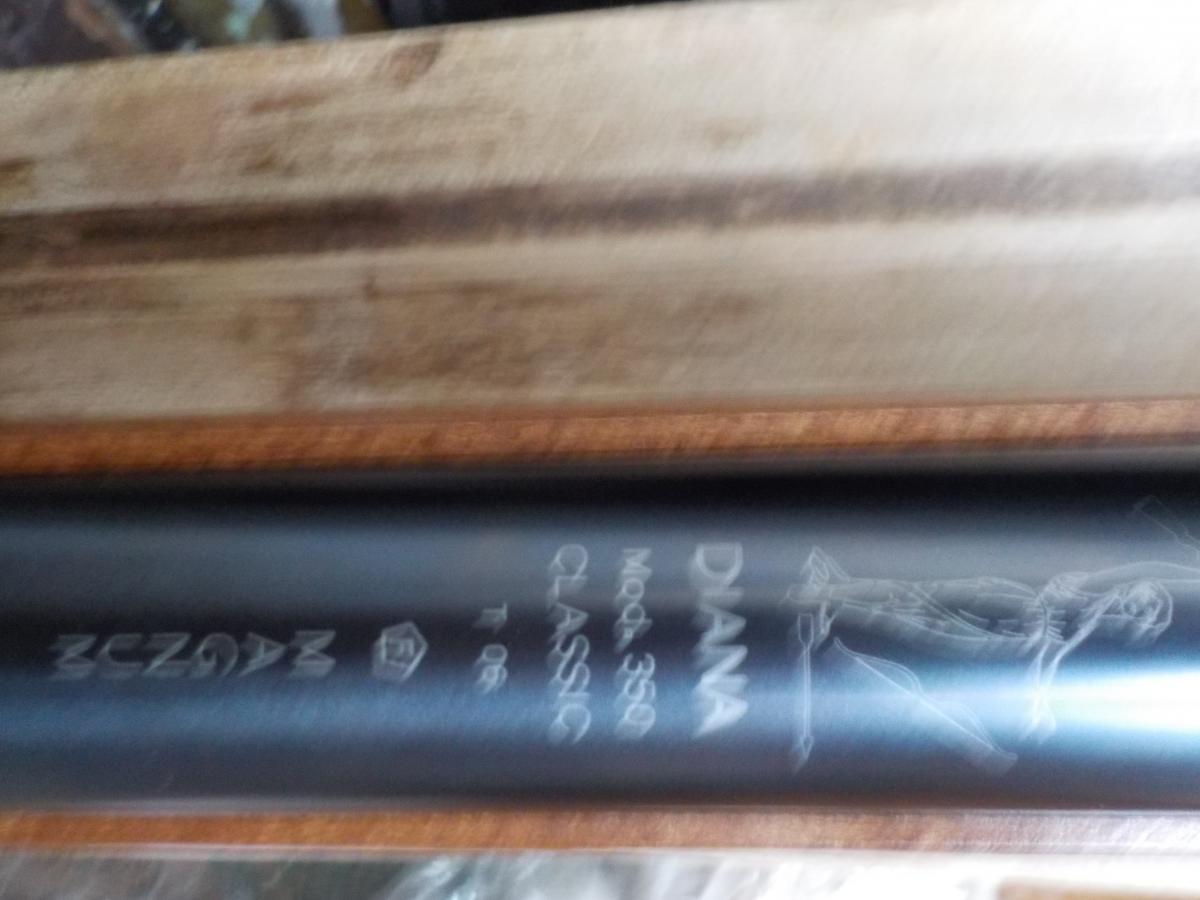 DIANA
Mod. 350
CLASSIC
T 06
F
MAGNUM